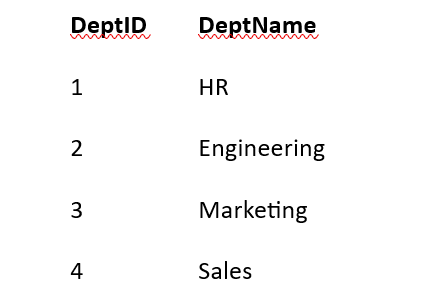 DeptID DeptName
1 HR
2 Engineering
3 Marketing
4 Sales